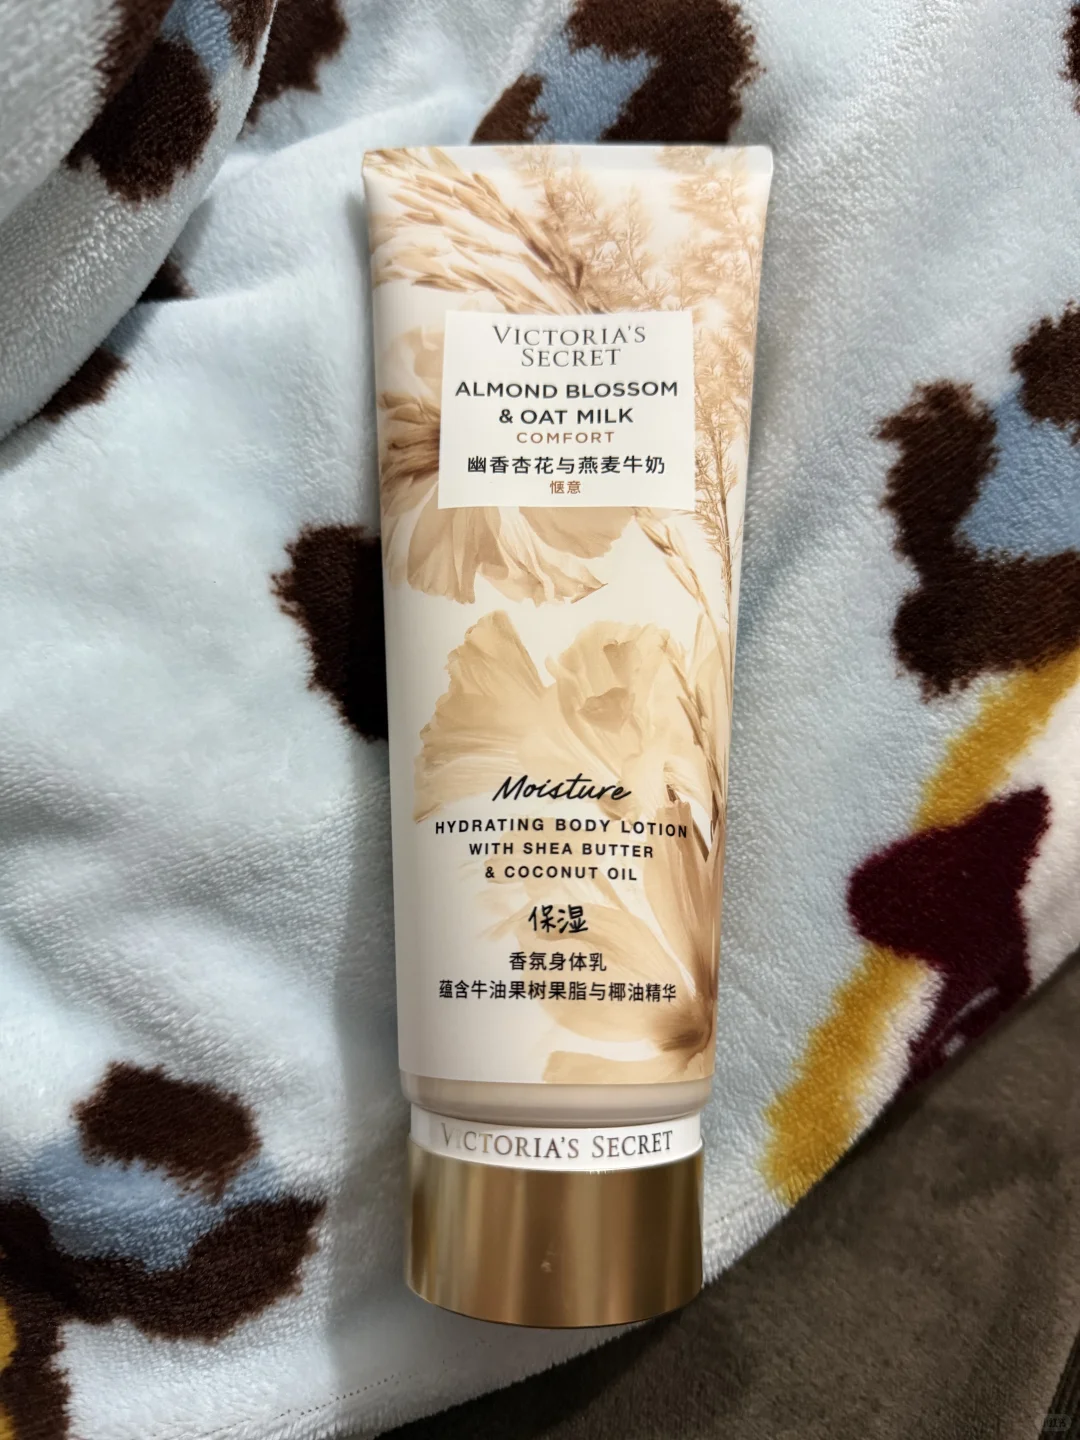 VICTORIA'S
SECRET
ALMOND BLOSSOM
& OAT MILK
COMFORT
幽香杏花与燕麦牛奶
惬意
Moisture
HYDRATING BODY LOTION
WITH SHEA BUTTER
& COCONUT OIL
保湿
香氛身体乳
蕴含牛油果树果脂与椰油精华
VICTORIA'S SECRET